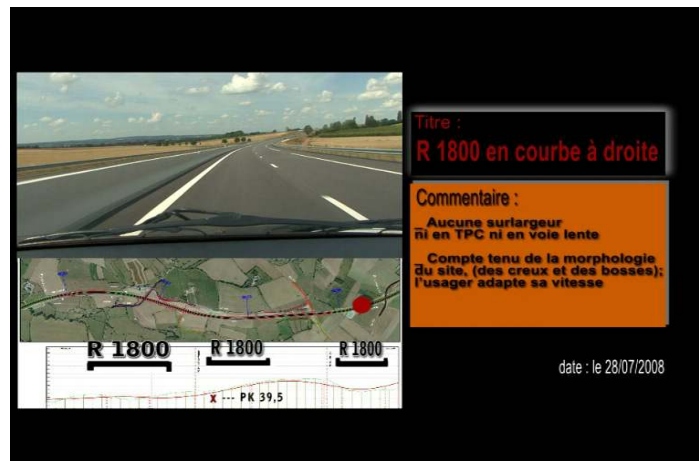 Titre :
R 1800 en courbe à droite
Commentaire :
_ Aucune surlargeur
ni en TPC ni en voie lente
_ Compte tenu de la morphologie
du site, (des creux et des bosses);
l'usager adapte sa vitesse
R 1800 R 1800 R 1800
x --- PK 39,5
date : le 28/07/2008